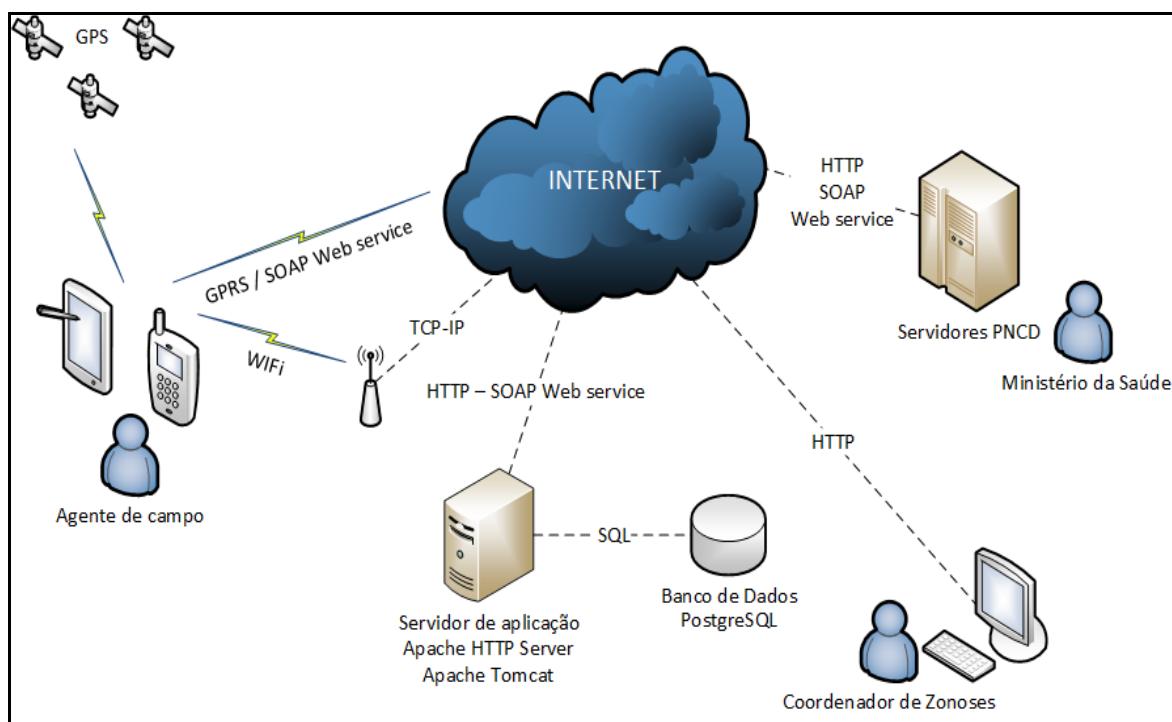 GPS
INTERNET
HTTP
SOAP
Web service
GPRS / SOAP Web service
TCP-IP
WIFi
HTTP – SOAP Web service
Servidores PNCD
Ministério da Saúde
HTTP
Agente de campo
SQL
Servidor de aplicação
Apache HTTP Server
Apache Tomcat
Banco de Dados
PostgreSQL
Coordenador de Zonoses